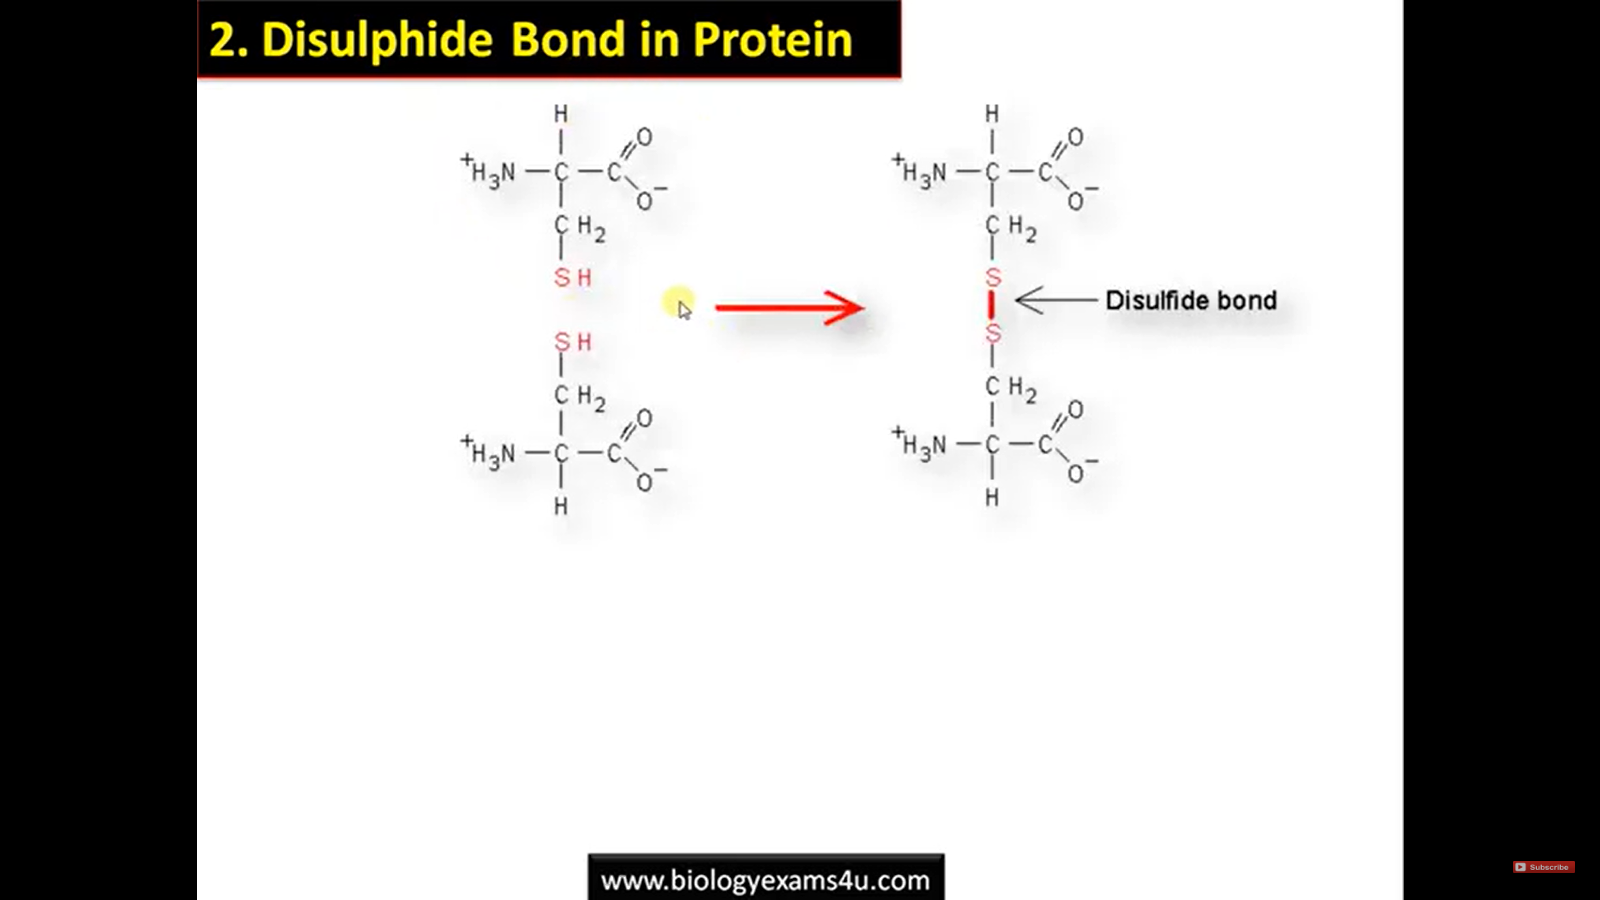 2. Disulphide Bond in Protein
H
+H3N – C – C
O
O–
CH2
SH
SH
CH2
O
+H3N – C – C
O–
H
H
+H3N – C – C
O
O–
CH2
S
Disulfide bond
S
CH2
O
+H3N – C – C
O–
H
Subscribe
www.biologyexams4u.com